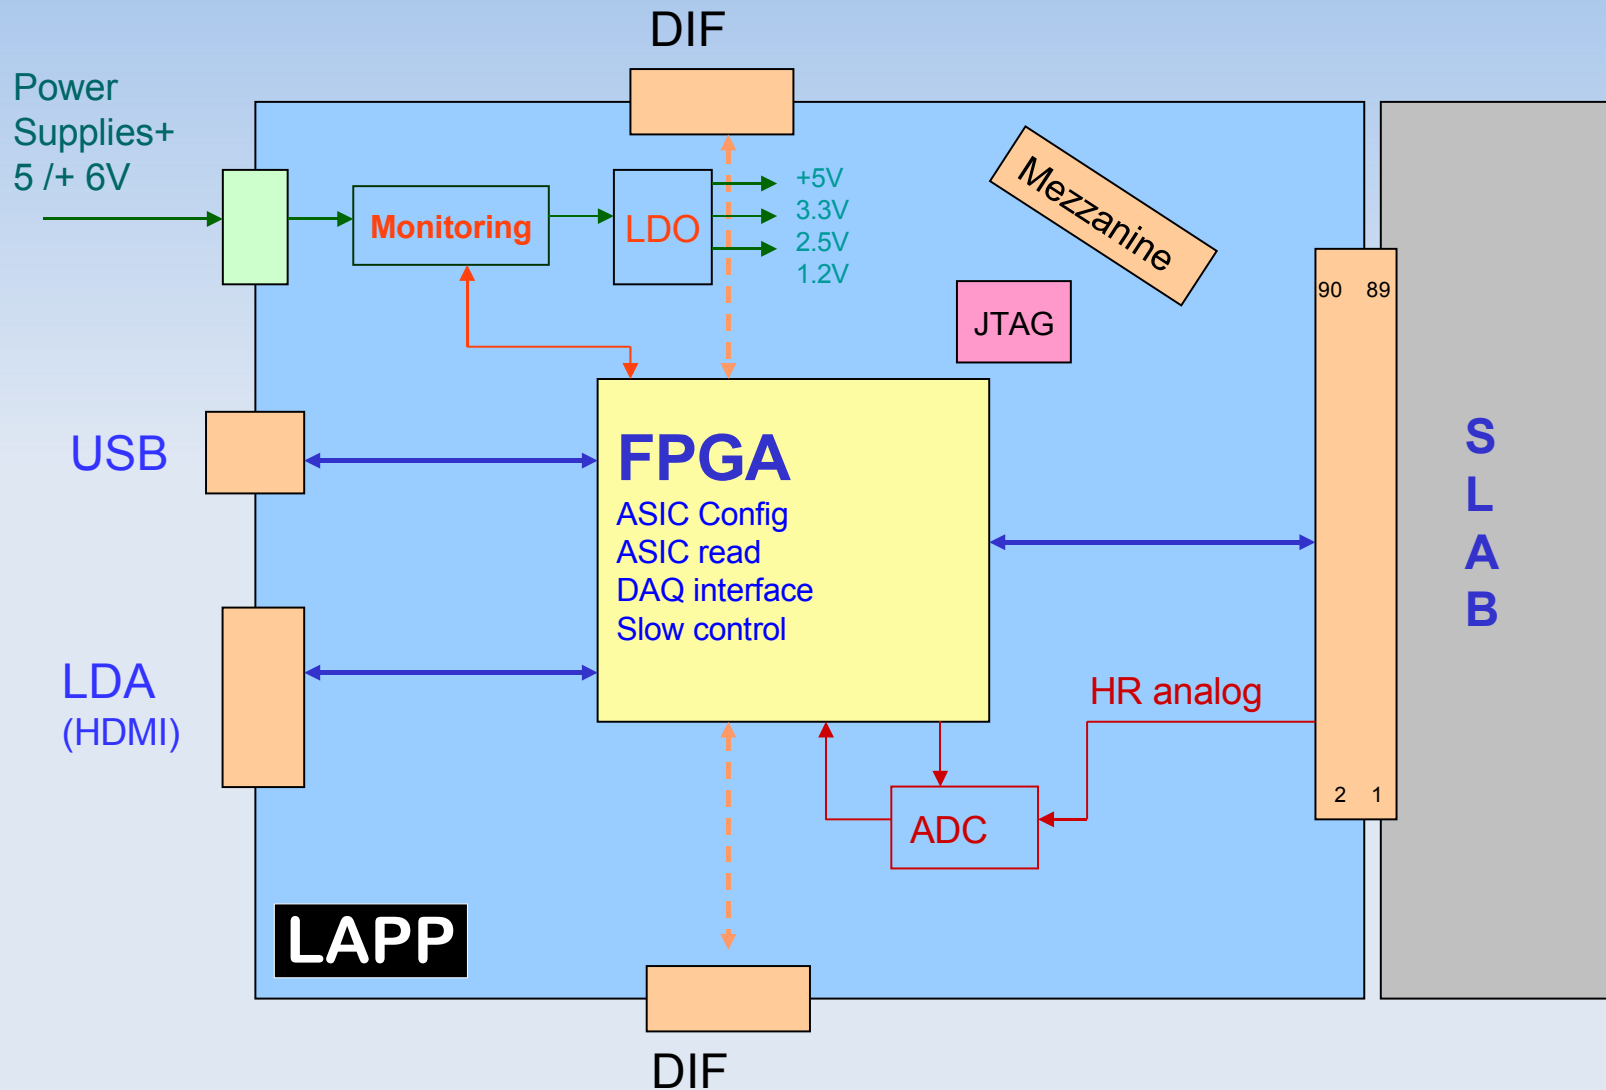 DIF
Power
Supplies+
5 /+ 6V
Monitoring
LDO
+5V
3.3V
2.5V
1.2V
Mezzanine
JTAG
90 89
USB
FPGA
ASIC Config
ASIC read
DAQ interface
Slow control
S
L
A
B
LDA
(HDMI)
HR analog
ADC
2 1
LAPP
DIF